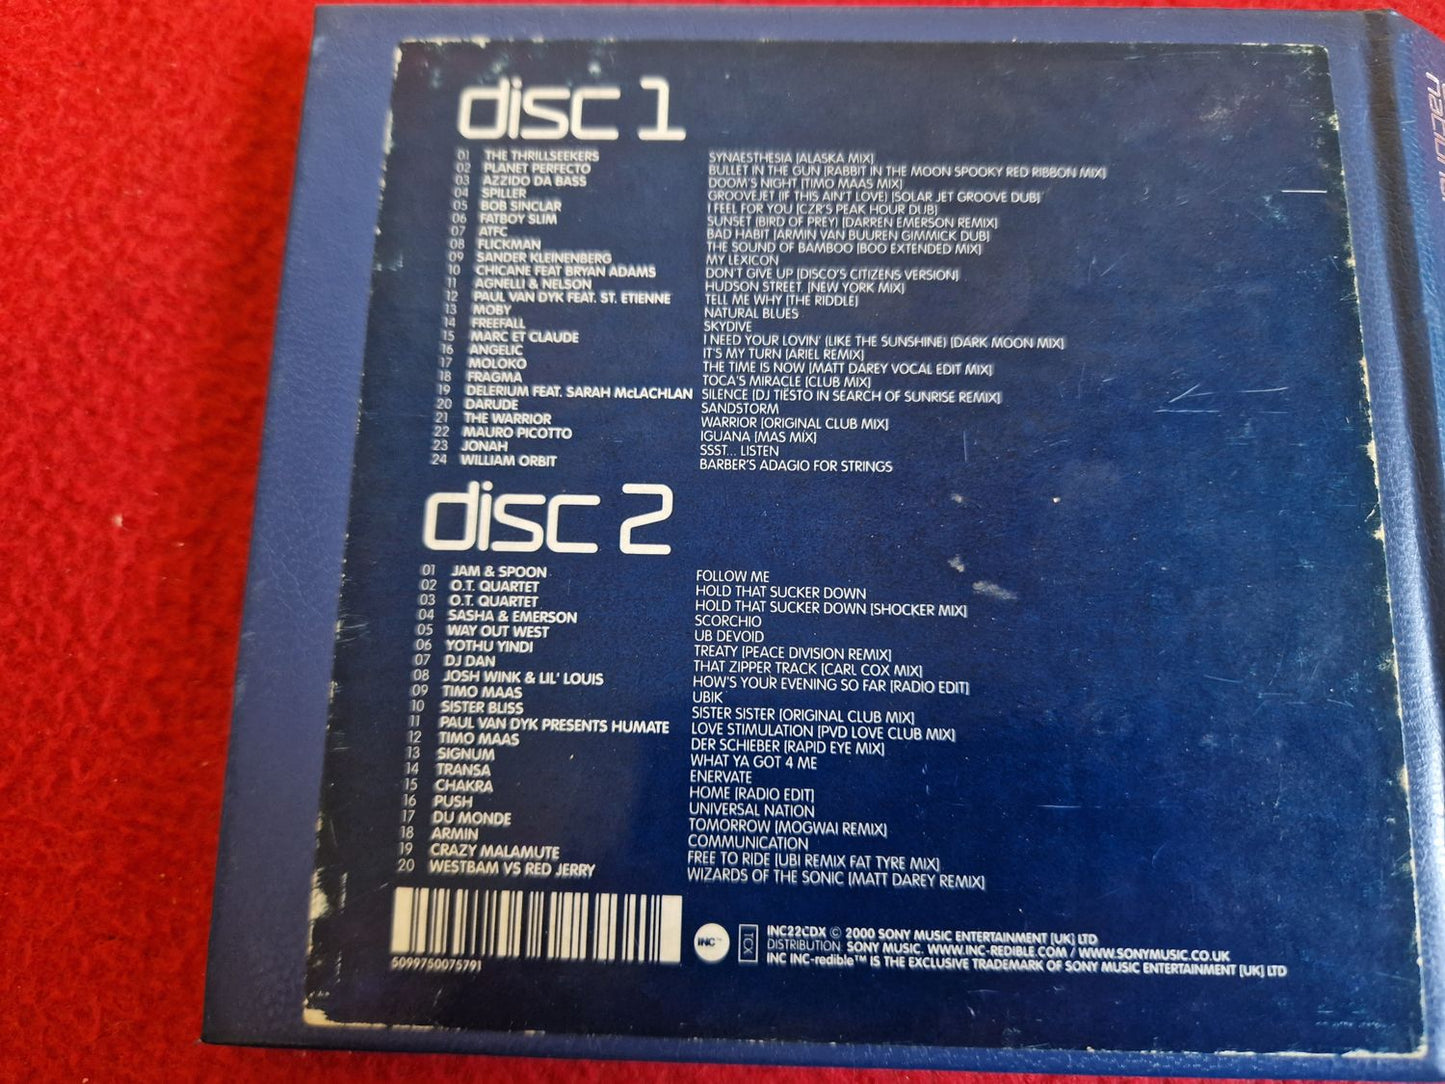 disc 1
01 THE THRILLSEEKERS SYNAESTHESIA [ALASKA MIX]
02 PLANET PERFECTO BULLET IN THE GUN [RABBIT IN THE MOON SPOOKY RED RIBBON MIX]
03 AZZIDO DA BASS DOOM'S NIGHT [TIMO MAAS MIX]
04 SPILLER GROOVEJET (IF THIS AIN'T LOVE) [SOLAR JET GROOVE DUB]
05 BOB SINCLAR I FEEL FOR YOU [CZR'S PEAK HOUR DUB]
06 FATBOY SLIM SUNSET (BIRD OF PREY) [DARREN EMERSON REMIX]
07 ATFC BAD HABIT [ARMIN VAN BUUREN GIMMICK DUB]
08 FLICKMAN THE SOUND OF BAMBOO [BOO EXTENDED MIX]
09 SANDER KLEINENBERG MY LEXICON
10 CHICANE FEAT BRYAN ADAMS DON'T GIVE UP [DISCO'S CITIZENS VERSION]
11 AGNELLI & NELSON HUDSON STREET. [NEW YORK MIX]
12 PAUL VAN DYK FEAT. ST. ETIENNE TELL ME WHY [THE RIDDLE]
13 MOBY NATURAL BLUES
14 FREEFALL SKYDIVE
15 MARC ET CLAUDE I NEED YOUR LOVIN' (LIKE THE SUNSHINE) [DARK MOON MIX]
16 ANGELIC IT'S MY TURN [ARIEL REMIX]
17 MOLOKO THE TIME IS NOW [MATT DAREY VOCAL EDIT MIX]
18 FRAGMA TOCA'S MIRACLE [CLUB MIX]
19 DELERIUM FEAT. SARAH McLACHLAN SILENCE [DJ TIËSTO IN SEARCH OF SUNRISE REMIX]
20 DARUDE SANDSTORM
21 THE WARRIOR WARRIOR [ORIGINAL CLUB MIX]
22 MAURO PICOTTO IGUANA [MAS MIX]
23 JONAH SSST... LISTEN
24 WILLIAM ORBIT BARBER'S ADAGIO FOR STRINGS
disc 2
01 JAM & SPOON FOLLOW ME
02 O.T. QUARTET HOLD THAT SUCKER DOWN
03 O.T. QUARTET HOLD THAT SUCKER DOWN [SHOCKER MIX]
04 SASHA & EMERSON SCORCHIO
05 WAY OUT WEST UB DEVOID
06 YOTHU YINDI TREATY [PEACE DIVISION REMIX]
07 DJ DAN THAT ZIPPER TRACK [CARL COX MIX]
08 JOSH WINK & LIL' LOUIS HOW'S YOUR EVENING SO FAR [RADIO EDIT]
09 TIMO MAAS UBIK
10 SISTER BLISS SISTER SISTER [ORIGINAL CLUB MIX]
11 PAUL VAN DYK PRESENTS HUMATE LOVE STIMULATION [PVD LOVE CLUB MIX]
12 TIMO MAAS DER SCHIEBER [RAPID EYE MIX]
13 SIGNUM WHAT YA GOT 4 ME
14 TRANSA ENERVATE
15 CHAKRA HOME [RADIO EDIT]
16 PUSH UNIVERSAL NATION
17 DU MONDE TOMORROW [MOGWAI REMIX]
18 ARMIN COMMUNICATION
19 CRAZY MALAMUTE FREE TO RIDE [UBI REMIX FAT TYRE MIX]
20 WESTBAM VS RED JERRY WIZARDS OF THE SONIC [MATT DAREY REMIX]
5099750075791
INC™
TCX
INC22CDX © 2000 SONY MUSIC ENTERTAINMENT [UK] LTD
DISTRIBUTION: SONY MUSIC. WWW.INC-REDIBLE.COM / WWW.SONYMUSIC.CO.UK
INC INC-redible™ IS THE EXCLUSIVE TRADEMARK OF SONY MUSIC ENTERTAINMENT [UK] LTD